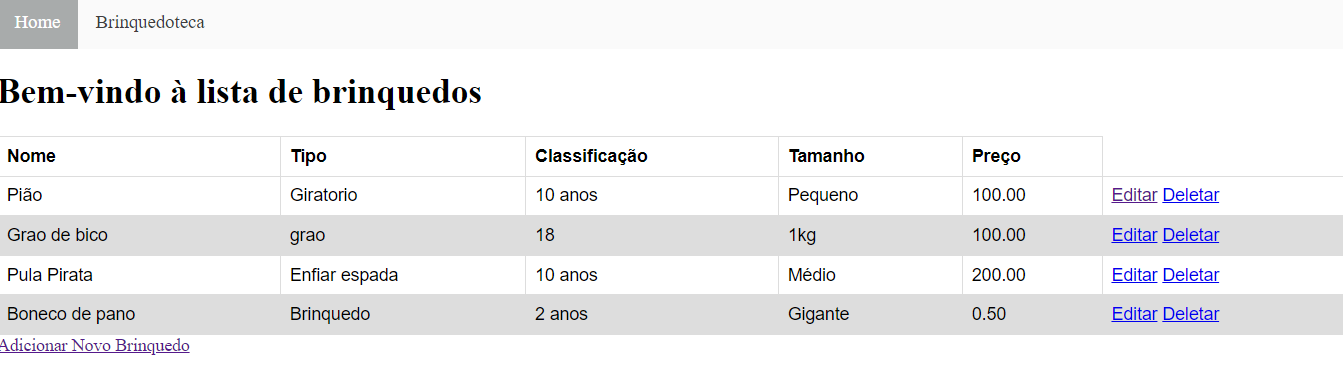 Home Brinquedoteca
Bem-vindo à lista de brinquedos
Nome Tipo Classificação Tamanho Preço
Pião Giratorio 10 anos Pequeno 100.00 Editar Deletar
Grao de bico grao 18 1kg 100.00 Editar Deletar
Pula Pirata Enfiar espada 10 anos Médio 200.00 Editar Deletar
Boneco de pano Brinquedo 2 anos Gigante 0.50 Editar Deletar
Adicionar Novo Brinquedo